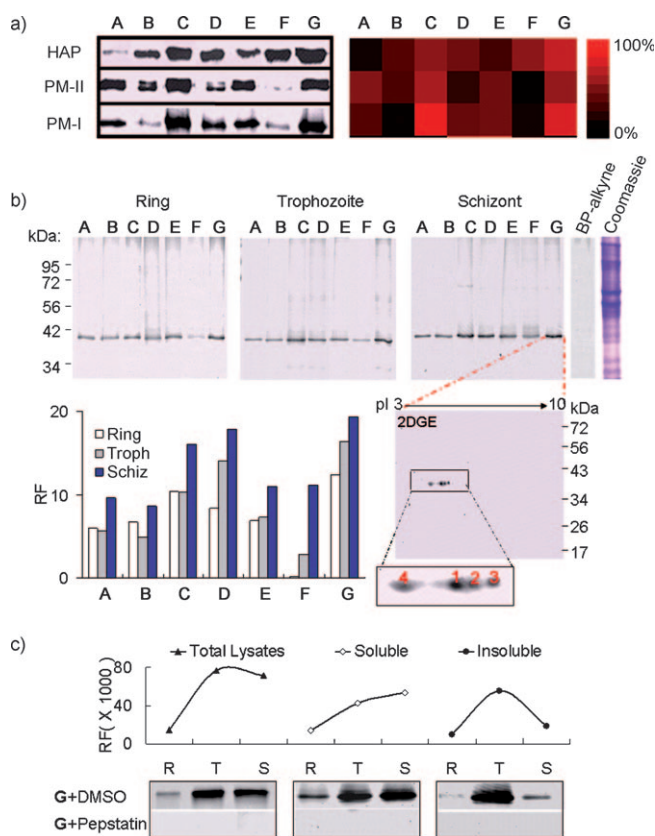 a)
A B C D E F G A B C D E F G
HAP
PM-II
PM-I
100%
0%
b)
Ring Trophozoite Schizont
BP-alkyne
Coomassie
kDa: A B C D E F G A B C D E F G A B C D E F G
95
72
56
42
34
20
10
0
RF
Ring
Troph
Schiz
A B C D E F G
pI 3 10 kDa
2DGE
72
56
43
34
26
17
4 1 2 3
c)
Total Lysates Soluble Insoluble
RF( X 1000)
80
40
0
R T S R T S R T S
G+DMSO
G+Pepstatin